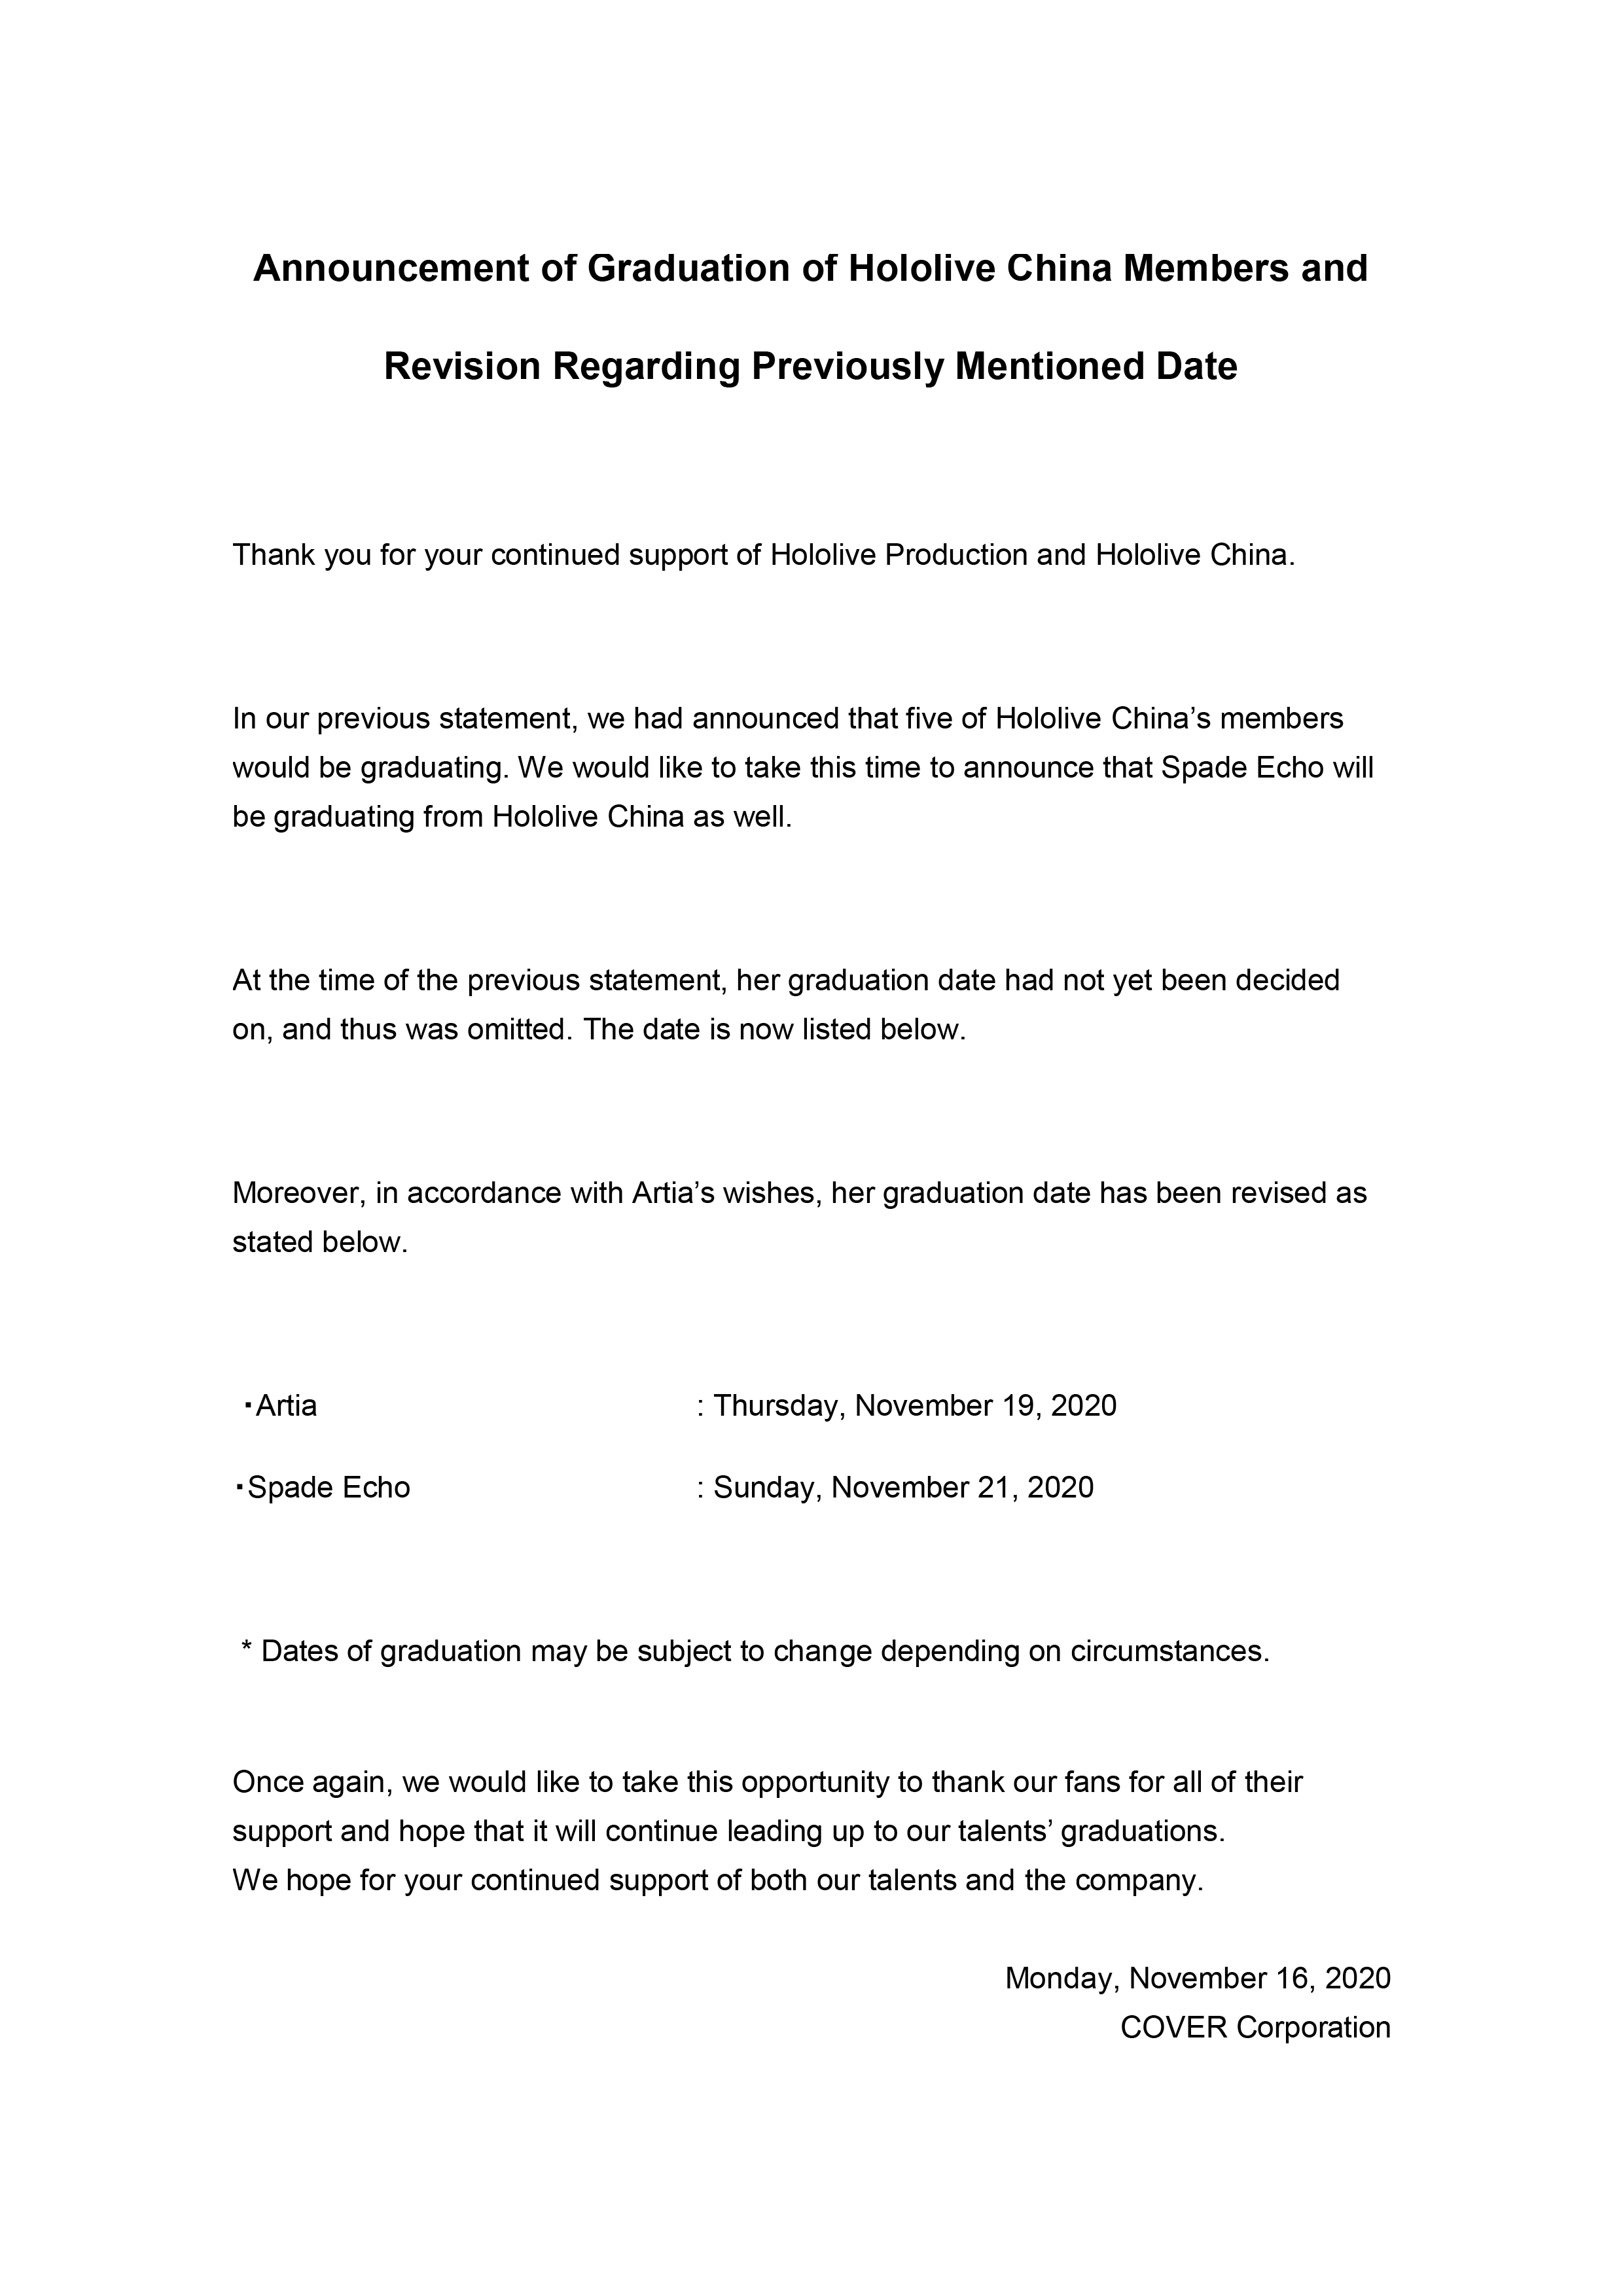 Announcement of Graduation of Hololive China Members and
Revision Regarding Previously Mentioned Date
Thank you for your continued support of Hololive Production and Hololive China.
In our previous statement, we had announced that five of Hololive China’s members
would be graduating. We would like to take this time to announce that Spade Echo will
be graduating from Hololive China as well.
At the time of the previous statement, her graduation date had not yet been decided
on, and thus was omitted. The date is now listed below.
Moreover, in accordance with Artia’s wishes, her graduation date has been revised as
stated below.
・Artia : Thursday, November 19, 2020
・Spade Echo : Sunday, November 21, 2020
* Dates of graduation may be subject to change depending on circumstances.
Once again, we would like to take this opportunity to thank our fans for all of their
support and hope that it will continue leading up to our talents’ graduations.
We hope for your continued support of both our talents and the company.
Monday, November 16, 2020
COVER Corporation